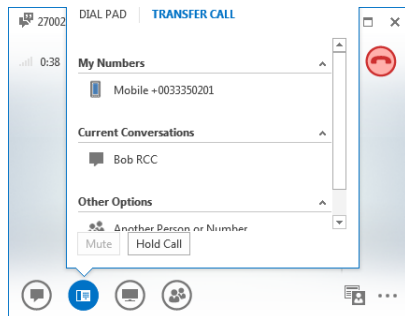 27002
DIAL PAD TRANSFER CALL
0:38
My Numbers
Mobile +0033350201
Current Conversations
Bob RCC
Other Options
Another Person or Number
Mute Hold Call